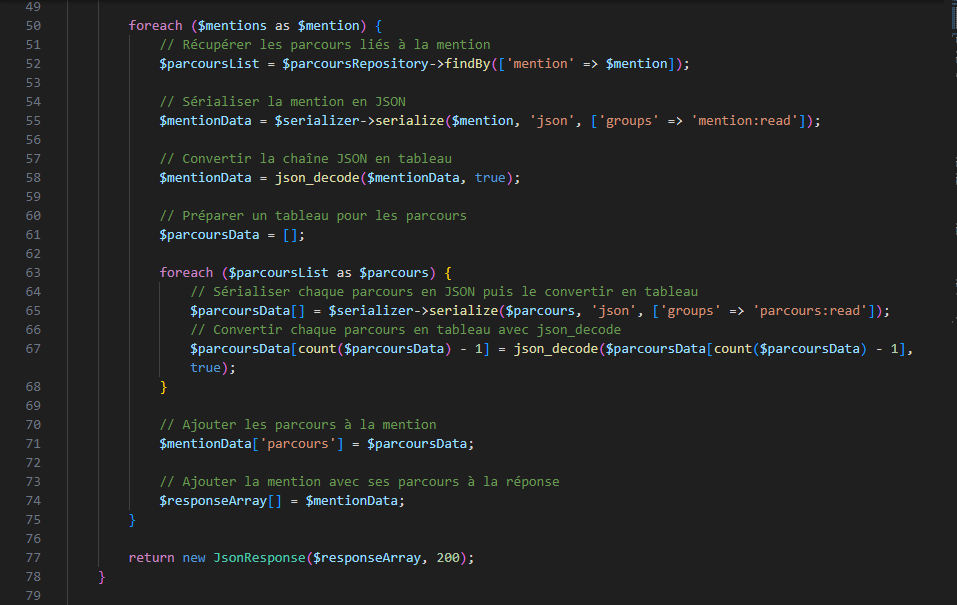 49
50 foreach ($mentions as $mention) {
51 // Récupérer les parcours liés à la mention
52 $parcoursList = $parcoursRepository->findBy(['mention' => $mention]);
53
54 // Sérialiser la mention en JSON
55 $mentionData = $serializer->serialize($mention, 'json', ['groups' => 'mention:read']);
56
57 // Convertir la chaîne JSON en tableau
58 $mentionData = json_decode($mentionData, true);
59
60 // Préparer un tableau pour les parcours
61 $parcoursData = [];
62
63 foreach ($parcoursList as $parcours) {
64 // Sérialiser chaque parcours en JSON puis le convertir en tableau
65 $parcoursData[] = $serializer->serialize($parcours, 'json', ['groups' => 'parcours:read']);
66 // Convertir chaque parcours en tableau avec json_decode
67 $parcoursData[count($parcoursData) - 1] = json_decode($parcoursData[count($parcoursData) - 1],
true);
68 }
69
70 // Ajouter les parcours à la mention
71 $mentionData['parcours'] = $parcoursData;
72
73 // Ajouter la mention avec ses parcours à la réponse
74 $responseArray[] = $mentionData;
75 }
76
77 return new JsonResponse($responseArray, 200);
78 }
79